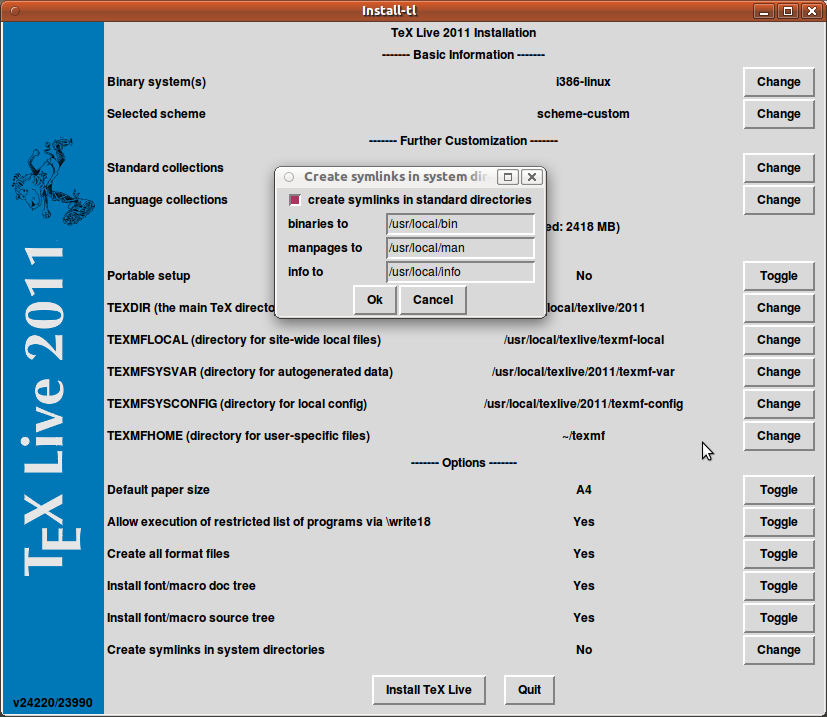 Install-tl
TeX Live 2011 Installation
------- Basic Information -------
Binary system(s) i386-linux Change
Selected scheme scheme-custom Change
------- Further Customization -------
Standard collections Change
Language collections Change
ed: 2418 MB)
Create symlinks in system dir
create symlinks in standard directories
binaries to /usr/local/bin
manpages to /usr/local/man
info to /usr/local/info
Ok Cancel
Portable setup No Toggle
TEXDIR (the main TeX directo local/texlive/2011 Change
TEXMFLOCAL (directory for site-wide local files) /usr/local/texlive/texmf-local Change
TEXMFSYSVAR (directory for autogenerated data) /usr/local/texlive/2011/texmf-var Change
TEXMFSYSCONFIG (directory for local config) /usr/local/texlive/2011/texmf-config Change
TEXMFHOME (directory for user-specific files) ~/texmf Change
------- Options -------
Default paper size A4 Toggle
Allow execution of restricted list of programs via \write18 Yes Toggle
Create all format files Yes Toggle
Install font/macro doc tree Yes Toggle
Install font/macro source tree Yes Toggle
Create symlinks in system directories No Change
Install TeX Live Quit
TEX Live 2011
v24220/23990